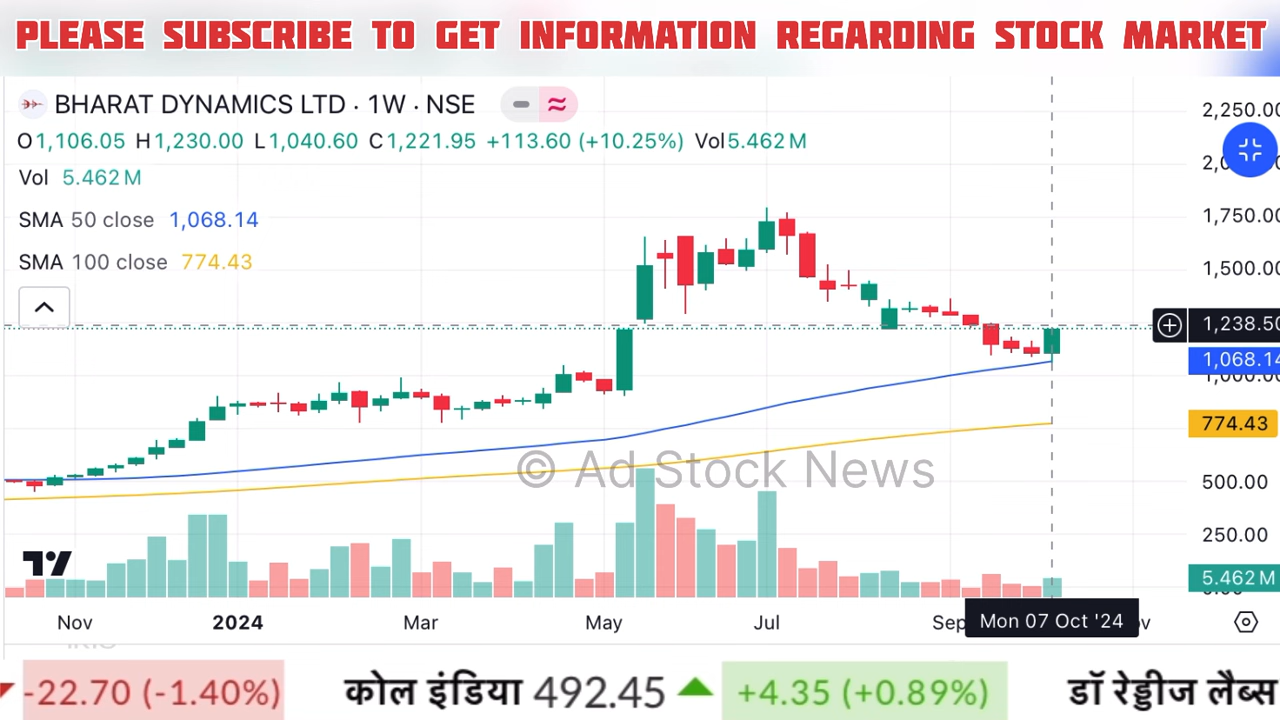 PLEASE SUBSCRIBE TO GET INFORMATION REGARDING STOCK MARKET
BHARAT DYNAMICS LTD · 1W · NSE
O1,106.05 H1,230.00 L1,040.60 C1,221.95 +113.60 (+10.25%) Vol5.462 M
Vol 5.462 M
SMA 50 close 1,068.14
SMA 100 close 774.43
2,250.00
1,750.00
1,500.00
1,238.50
1,068.14
1,000.00
774.43
500.00
250.00
5.462 M
© Ad Stock News
Nov 2024 Mar May Jul Sep Mon 07 Oct '24
-22.70 (-1.40%) कोल इंडिया 492.45 +4.35 (+0.89%) डॉ रेड्डीज लैब्स